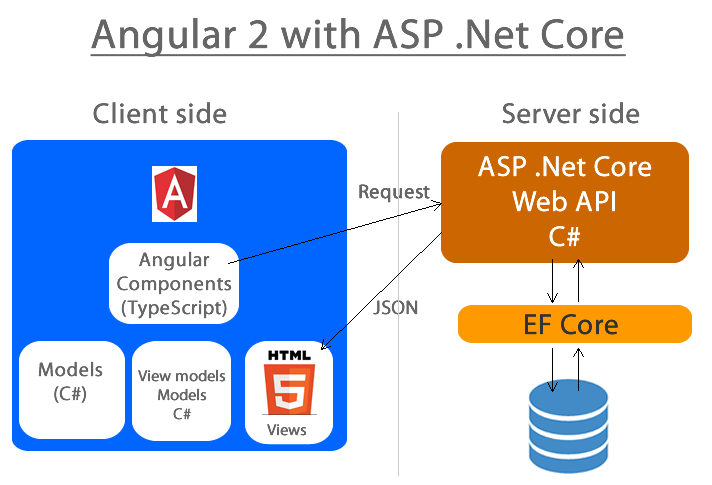 Angular 2 with ASP .Net Core
Client side
Server side
A
ASP .Net Core
Web API
C#
Request
Angular
Components
(TypeScript)
JSON
EF Core
Models
(C#)
View models
Models
C#
HTML
5
Views